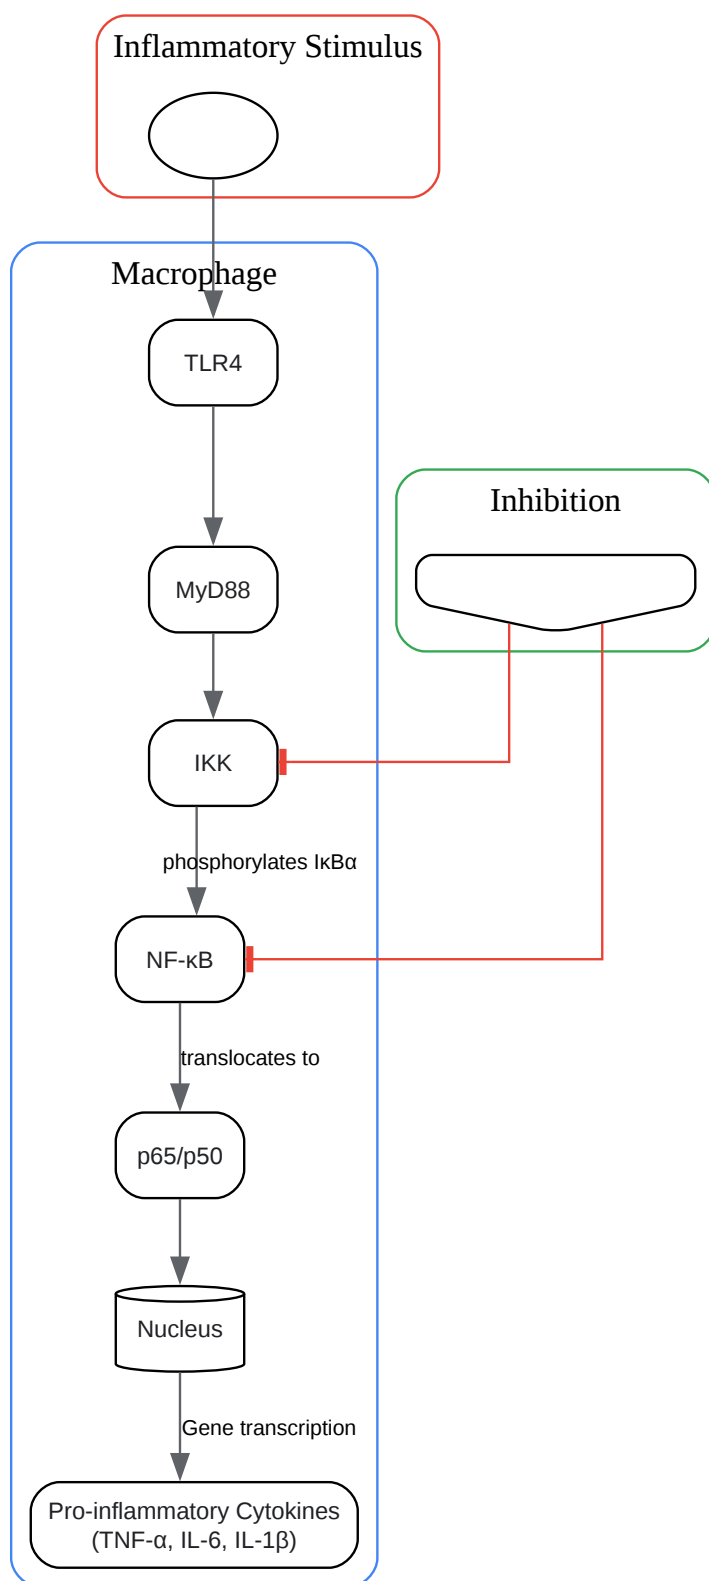 Inflammatory Stimulus
Macrophage
TLR4
Inhibition
MyD88
IKK
phosphorylates IκBα
NF-κB
translocates to
p65/p50
Nucleus
Gene transcription
Pro-inflammatory Cytokines
(TNF-α, IL-6, IL-1β)